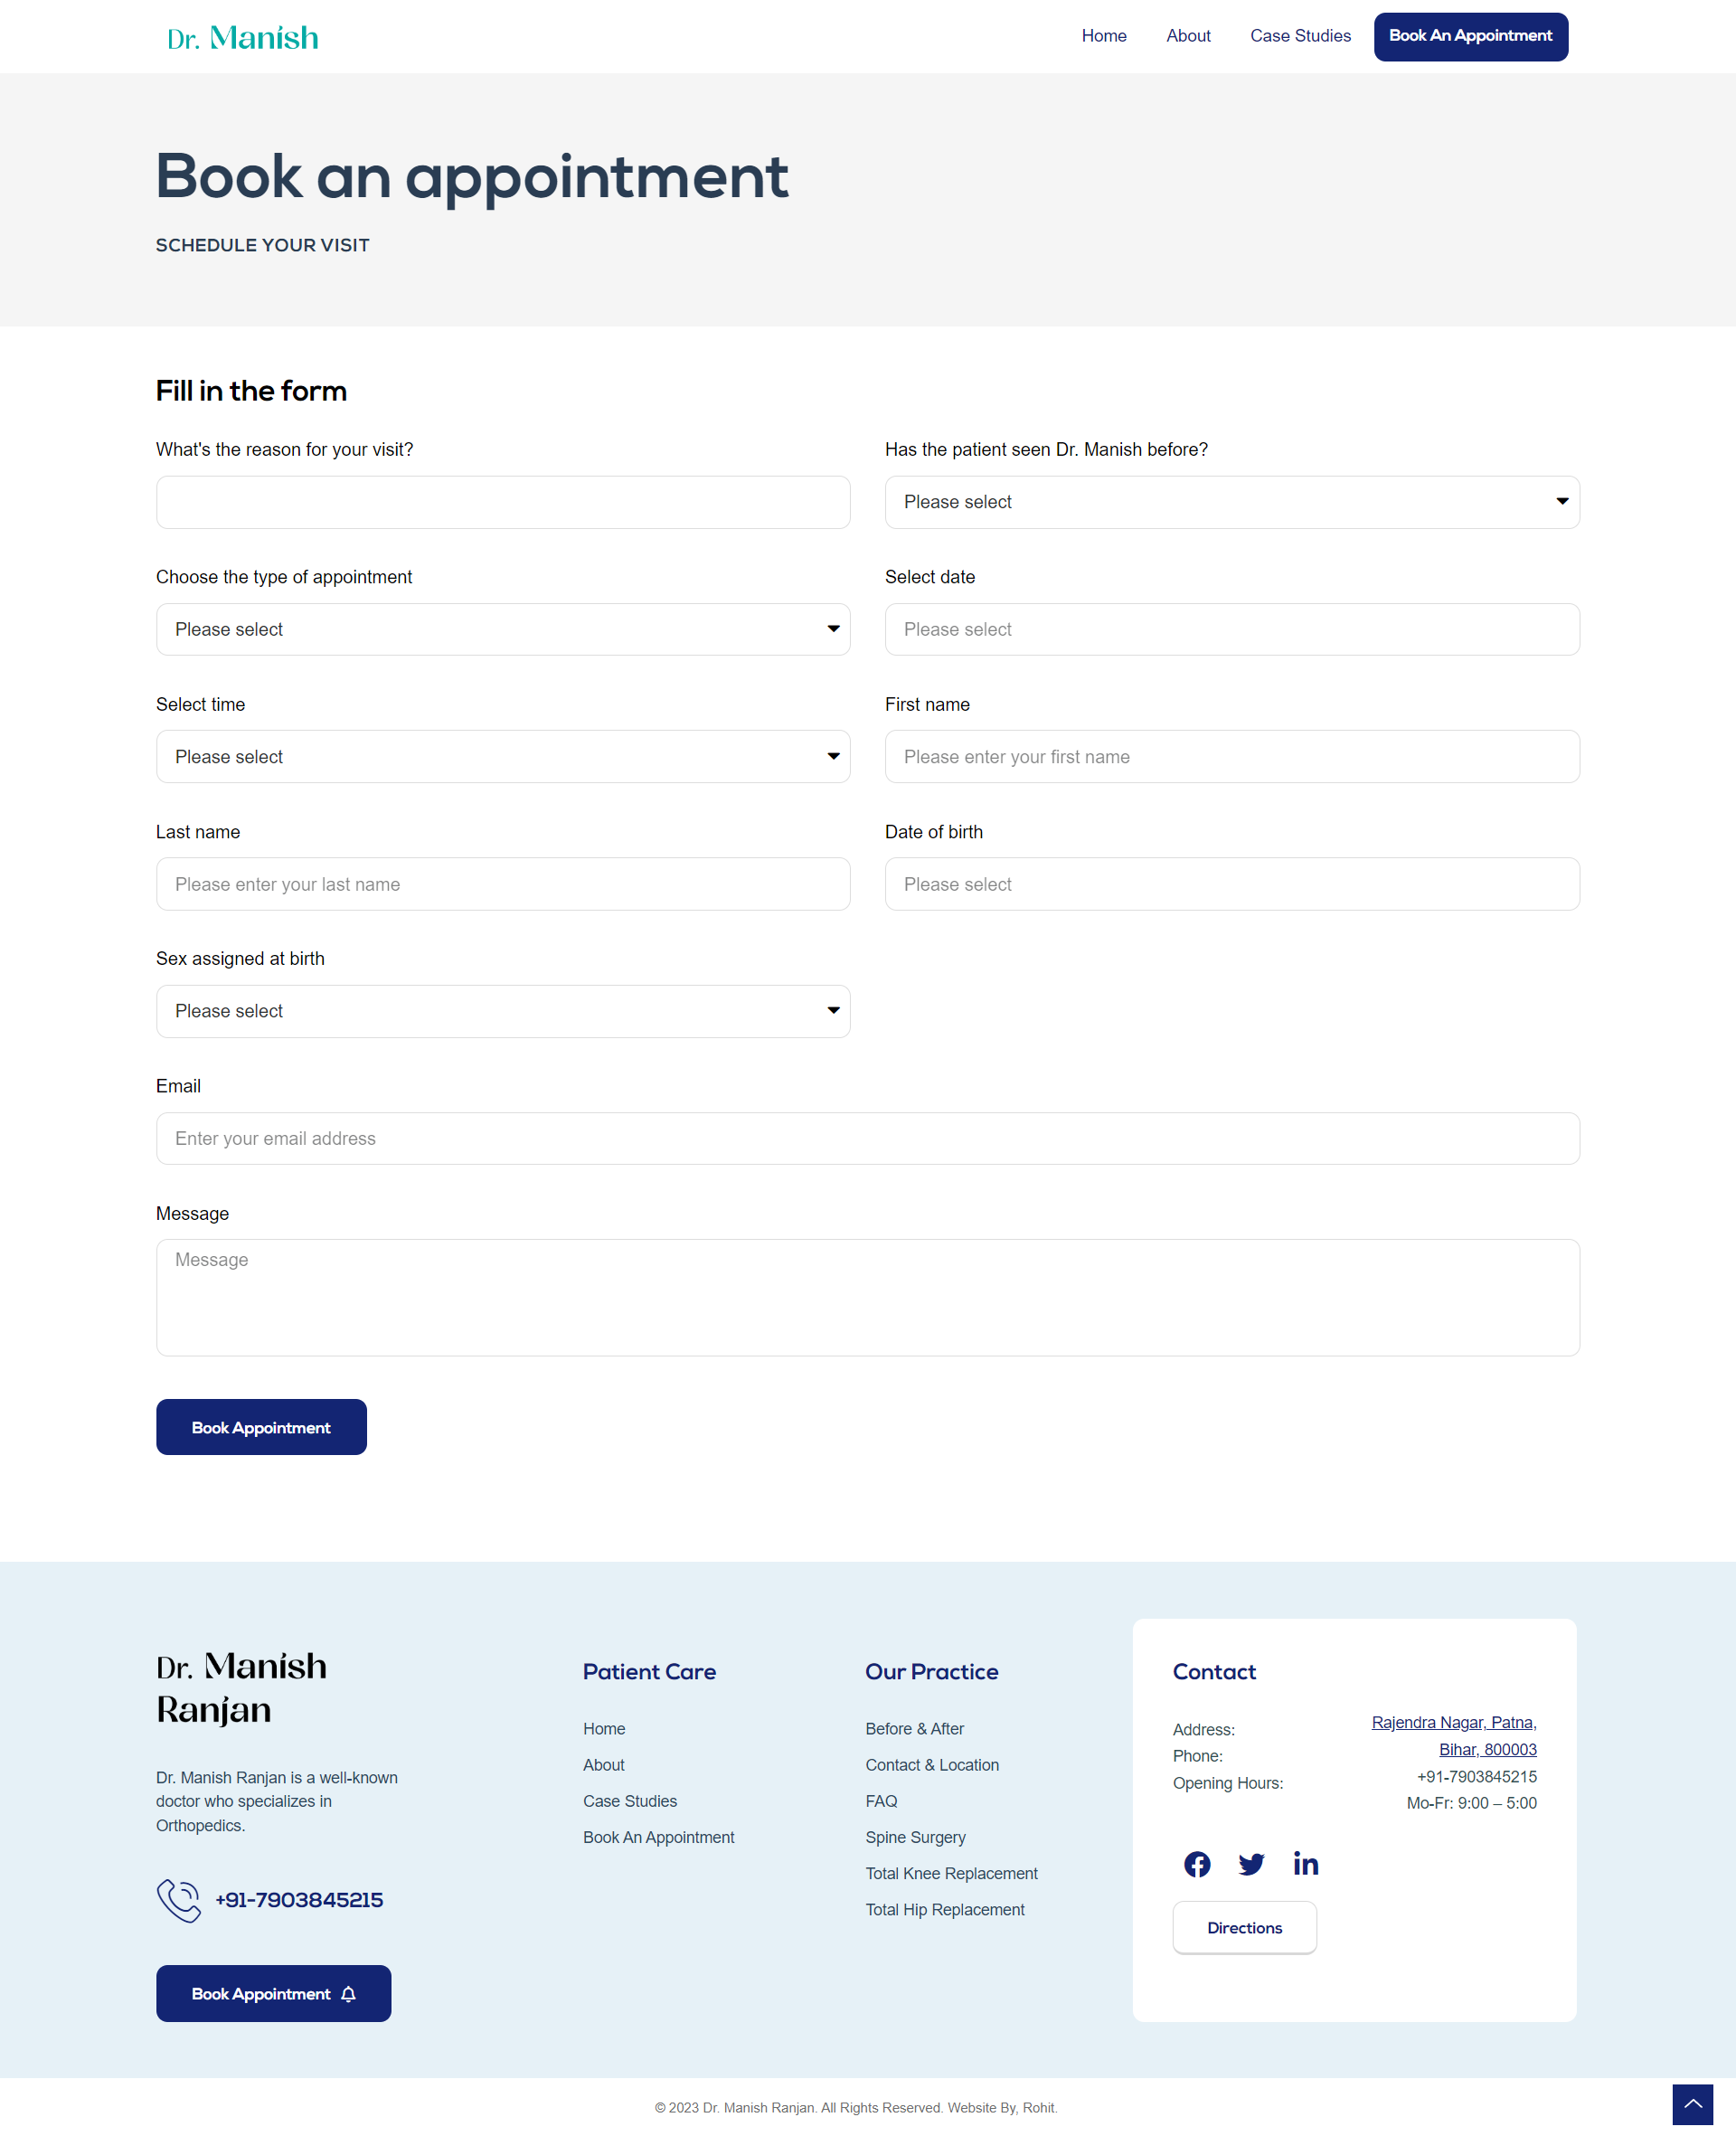 Dr. Manish
Home
About
Case Studies
Book An Appointment
Book an appointment
SCHEDULE YOUR VISIT
Fill in the form
What's the reason for your visit?
Has the patient seen Dr. Manish before?
Please select
Choose the type of appointment
Select date
Please select
Please select
Select time
First name
Please select
Please enter your first name
Last name
Date of birth
Please enter your last name
Please select
Sex assigned at birth
Please select
Email
Enter your email address
Message
Message
Book Appointment
Dr. Manish
Ranjan
Dr. Manish Ranjan is a well-known
doctor who specializes in
Orthopedics.
+91-7903845215
Book Appointment
Patient Care
Home
About
Case Studies
Book An Appointment
Our Practice
Before & After
Contact & Location
FAQ
Spine Surgery
Total Knee Replacement
Total Hip Replacement
Contact
Address:
Rajendra Nagar, Patna,
Bihar, 800003
Phone:
+91-7903845215
Opening Hours:
Mo-Fr: 9:00 – 5:00
Directions
© 2023 Dr. Manish Ranjan. All Rights Reserved. Website By, Rohit.